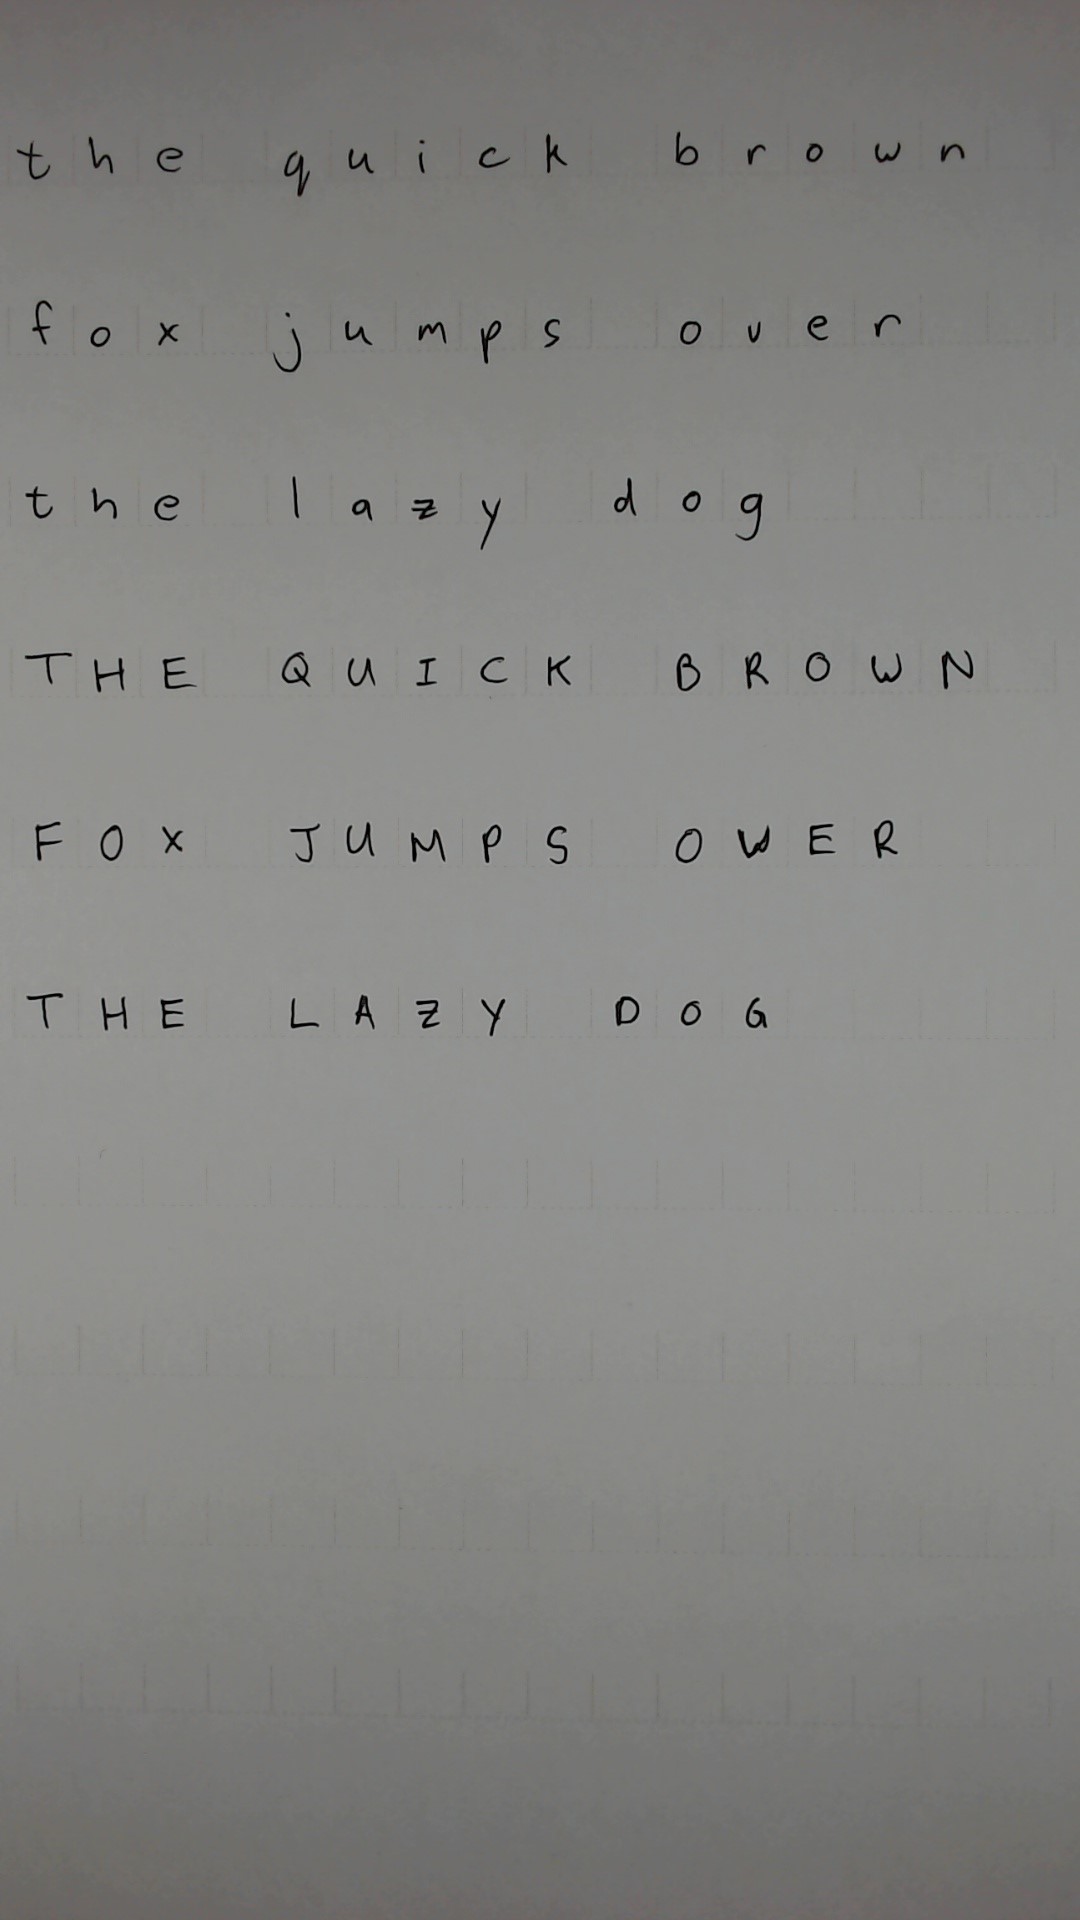 the quick brown
fox jumps over
the lazy dog
THE QUICK BROWN
FOX JUMPS OWER
THE LAZY DOG